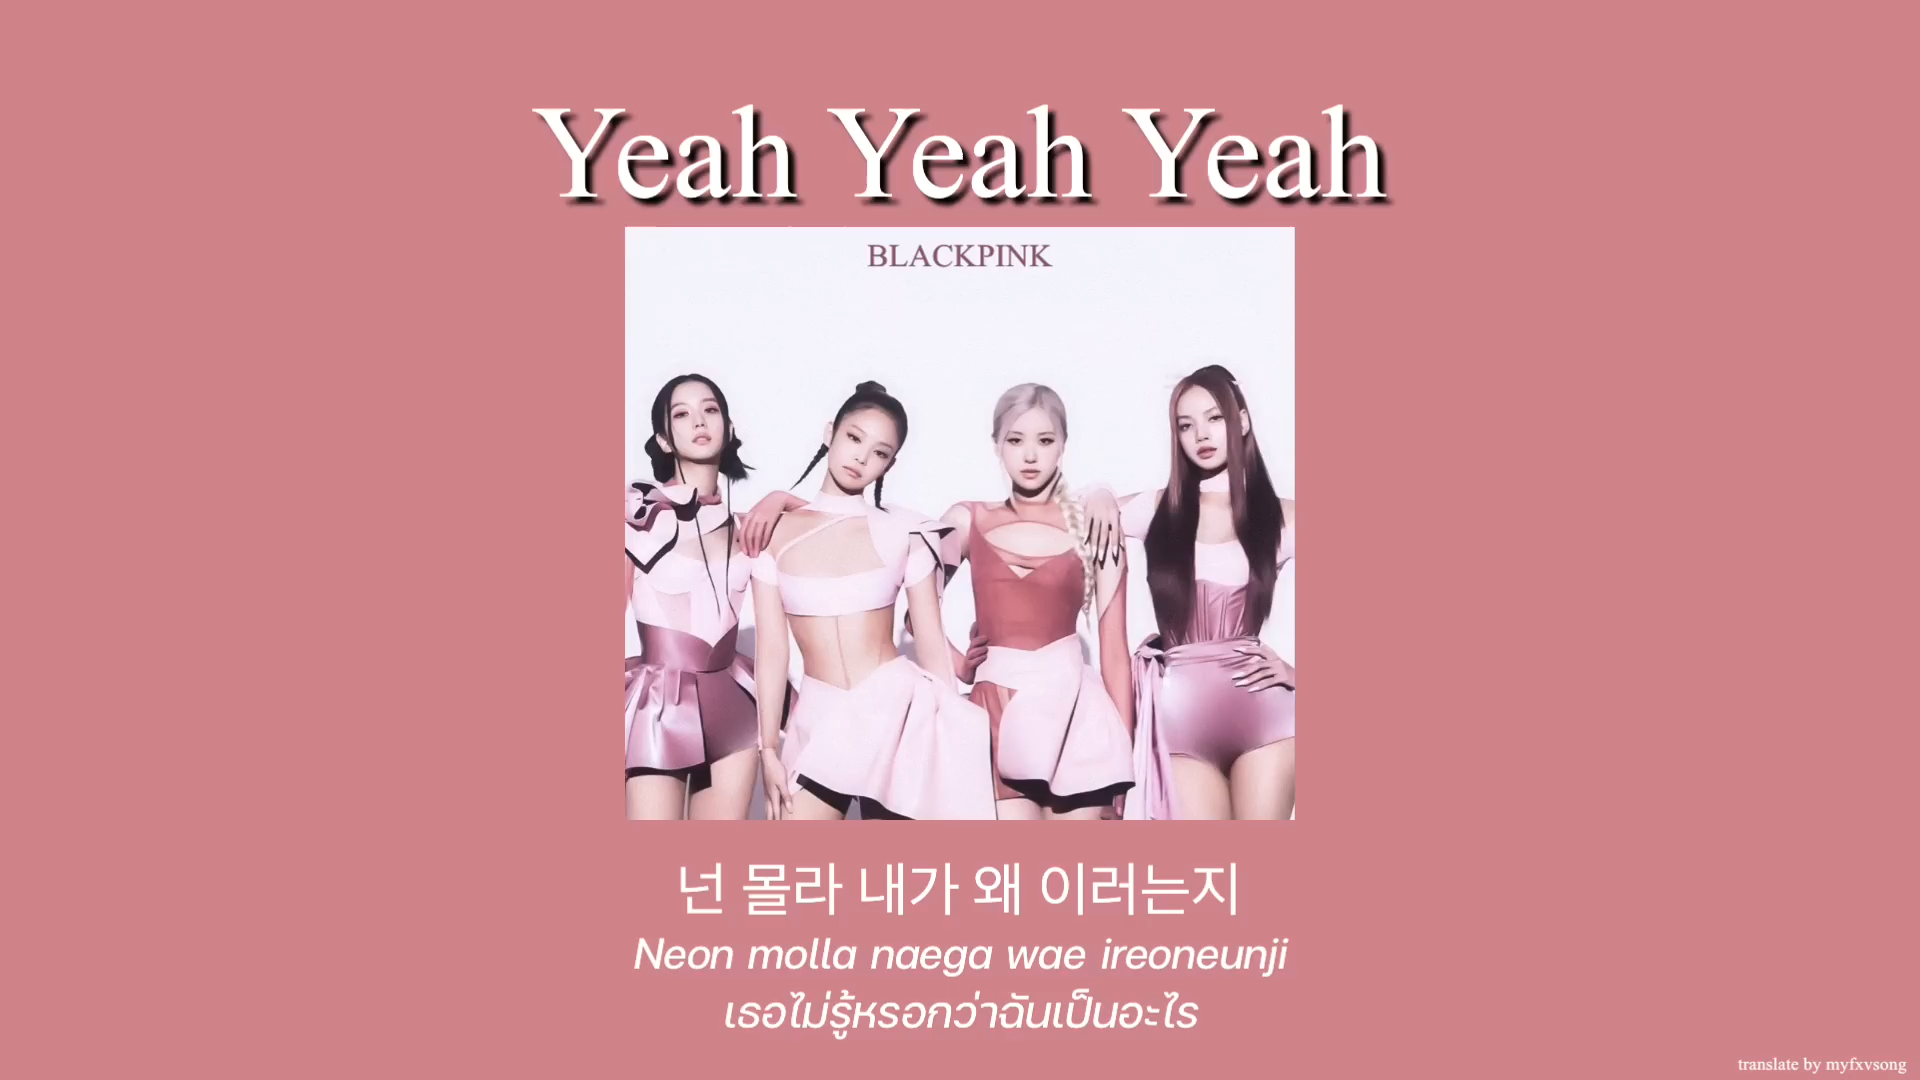 Yeah Yeah Yeah
BLACKPINK
넌 몰라 내가 왜 이러는지
Neon molla naega wae ireoneunji
เธอไม่รู้หรอกว่าฉันเป็นอะไร
translate by myfxvsong